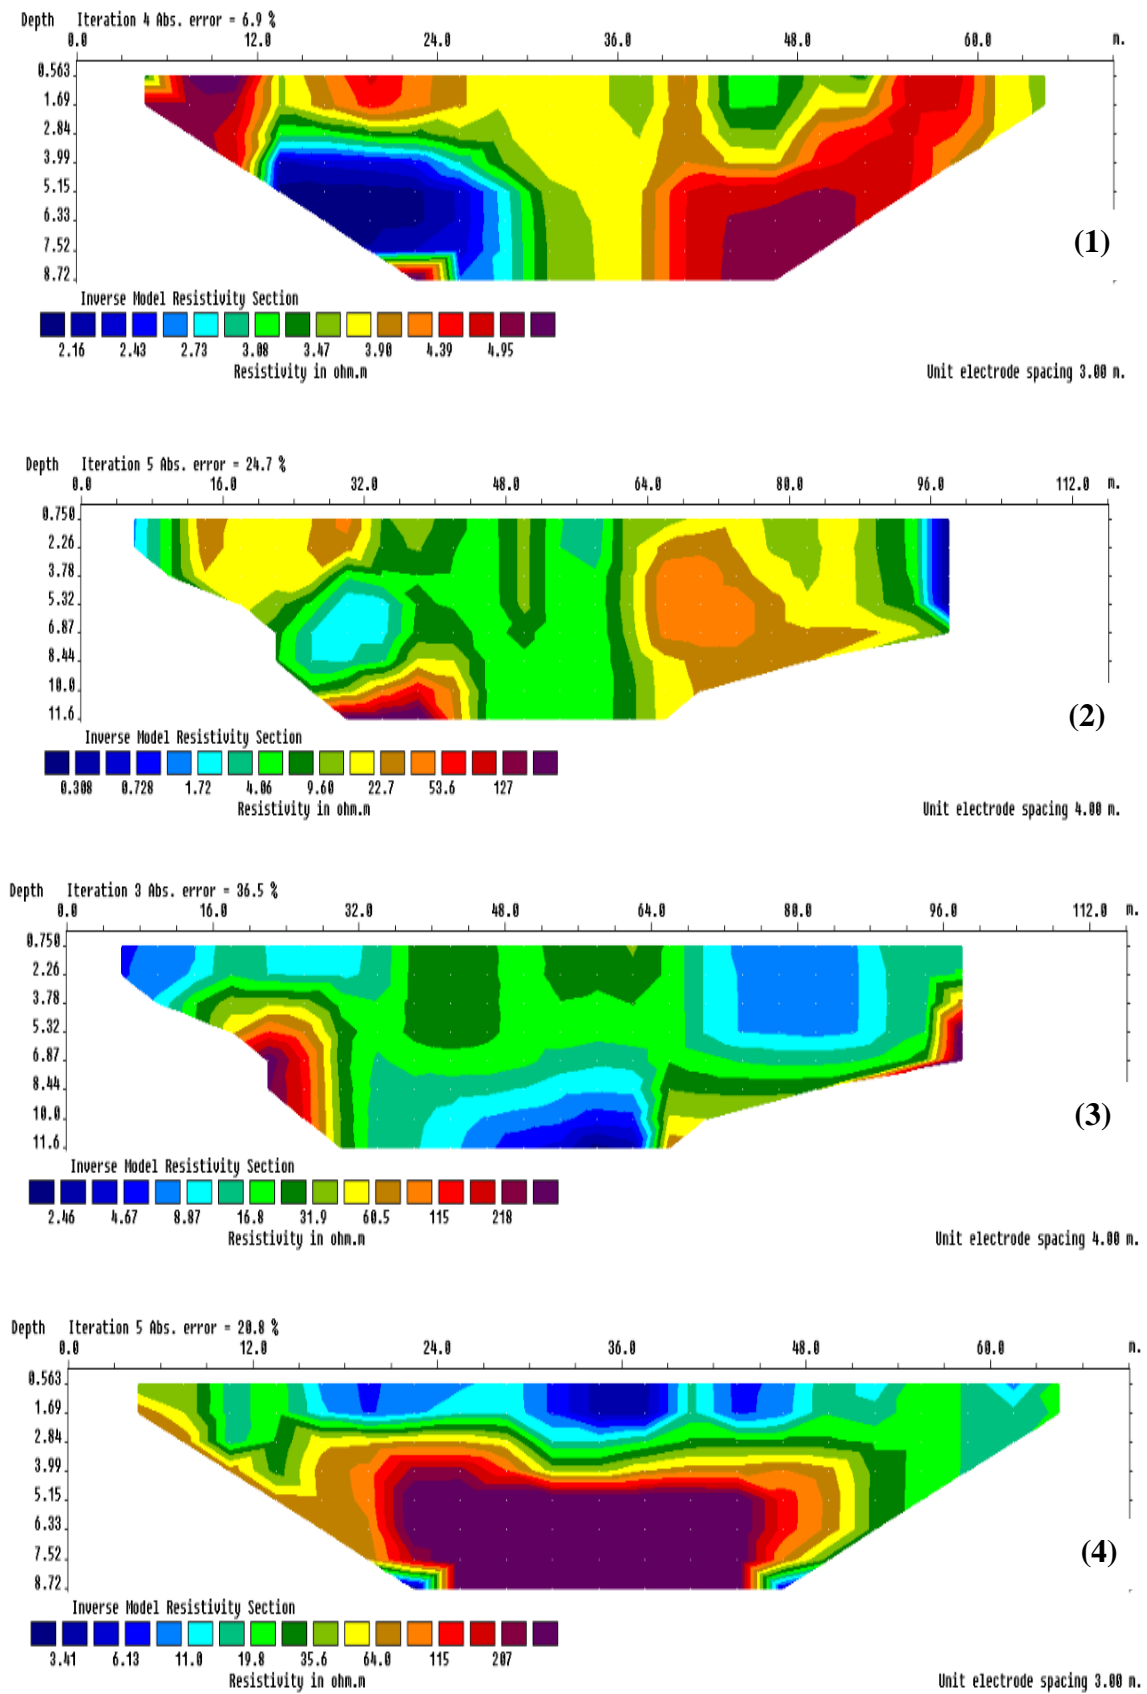 Depth Iteration 4 Abs. error = 6.9 %
0.0 12.0 24.0 36.0 48.0 60.0 m.
0.563
1.69
2.84
3.99
5.15
6.33
7.52
8.72
(1)
Inverse Model Resistivity Section
2.16 2.43 2.73 3.08 3.47 3.90 4.39 4.95
Resistivity in ohm.m
Unit electrode spacing 3.00 m.
Depth Iteration 5 Abs. error = 24.7 %
0.0 16.0 32.0 48.0 64.0 80.0 96.0 112.0 m.
0.750
2.26
3.78
5.32
6.87
8.44
10.0
11.6
(2)
Inverse Model Resistivity Section
0.308 0.728 1.72 4.06 9.60 22.7 53.6 127
Resistivity in ohm.m
Unit electrode spacing 4.00 m.
Depth Iteration 3 Abs. error = 36.5 %
0.0 16.0 32.0 48.0 64.0 80.0 96.0 112.0 m.
0.750
2.26
3.78
5.32
6.87
8.44
10.0
11.6
(3)
Inverse Model Resistivity Section
2.46 4.67 8.87 16.8 31.9 60.5 115 218
Resistivity in ohm.m
Unit electrode spacing 4.00 m.
Depth Iteration 5 Abs. error = 20.8 %
0.0 12.0 24.0 36.0 48.0 60.0 m.
0.563
1.69
2.84
3.99
5.15
6.33
7.52
8.72
(4)
Inverse Model Resistivity Section
3.41 6.13 11.0 19.8 35.6 64.0 115 207
Resistivity in ohm.m
Unit electrode spacing 3.00 m.